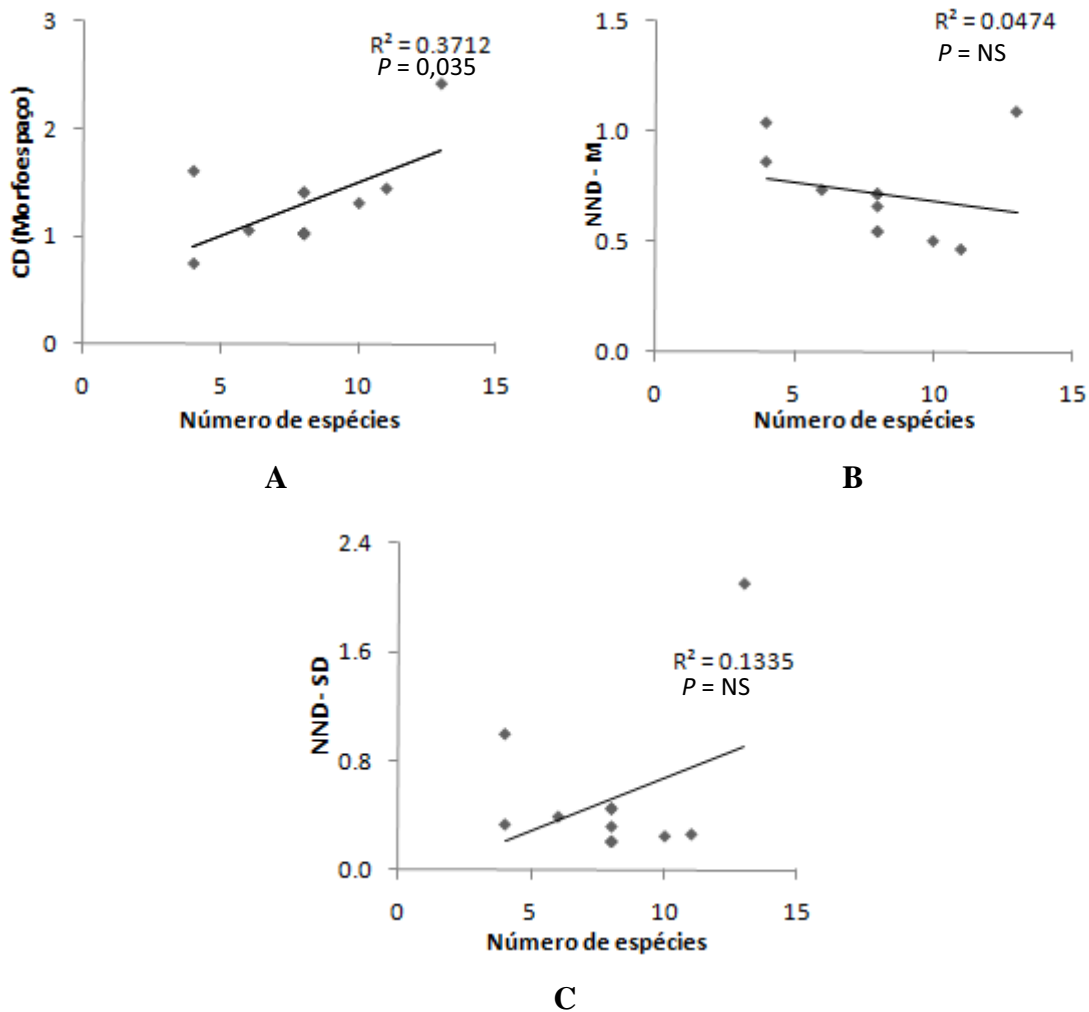 3
2
1
0
CD (Morfoespaço)
R² = 0.3712
P = 0,035
0 5 10 15
Número de espécies
A
1.5
1.0
0.5
0.0
NND - M
R² = 0.0474
P = NS
0 5 10 15
Número de espécies
B
2.4
1.6
0.8
0.0
NND - SD
R² = 0.1335
P = NS
0 5 10 15
Número de espécies
C